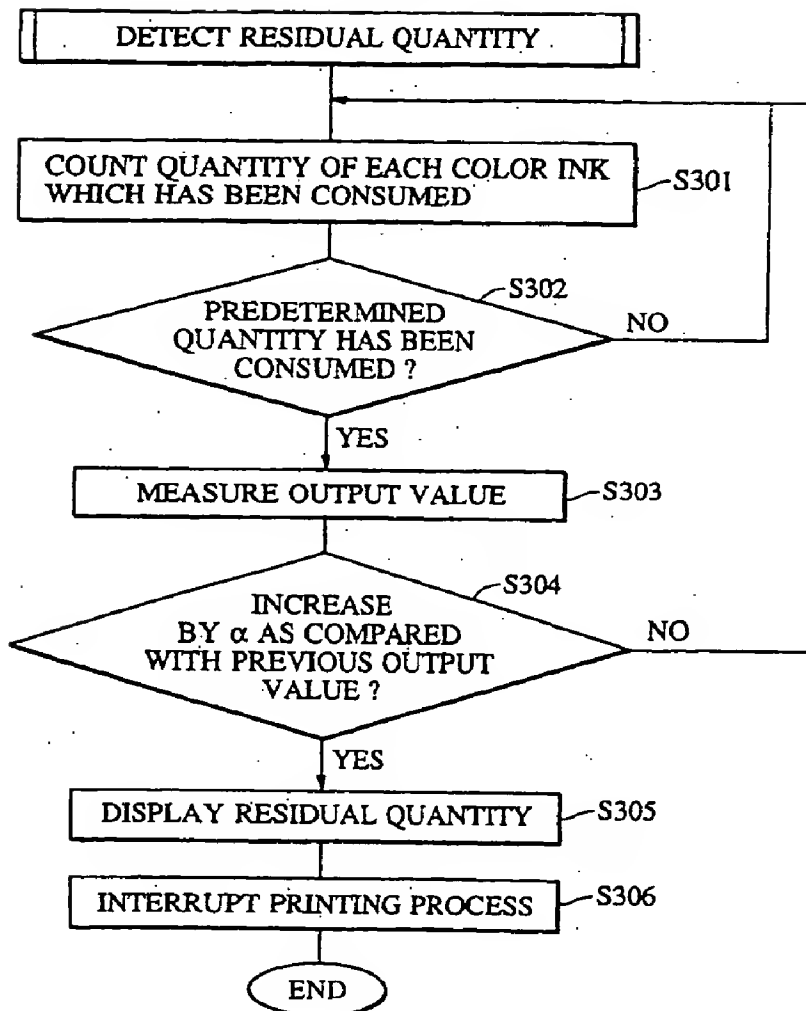 DETECT RESIDUAL QUANTITY
COUNT QUANTITY OF EACH COLOR INK
WHICH HAS BEEN CONSUMED
S301
S302
PREDETERMINED
QUANTITY HAS BEEN
CONSUMED ?
NO
YES
MEASURE OUTPUT VALUE
S303
S304
INCREASE
BY α AS COMPARED
WITH PREVIOUS OUTPUT
VALUE ?
NO
YES
DISPLAY RESIDUAL QUANTITY
S305
INTERRUPT PRINTING PROCESS
S306
END